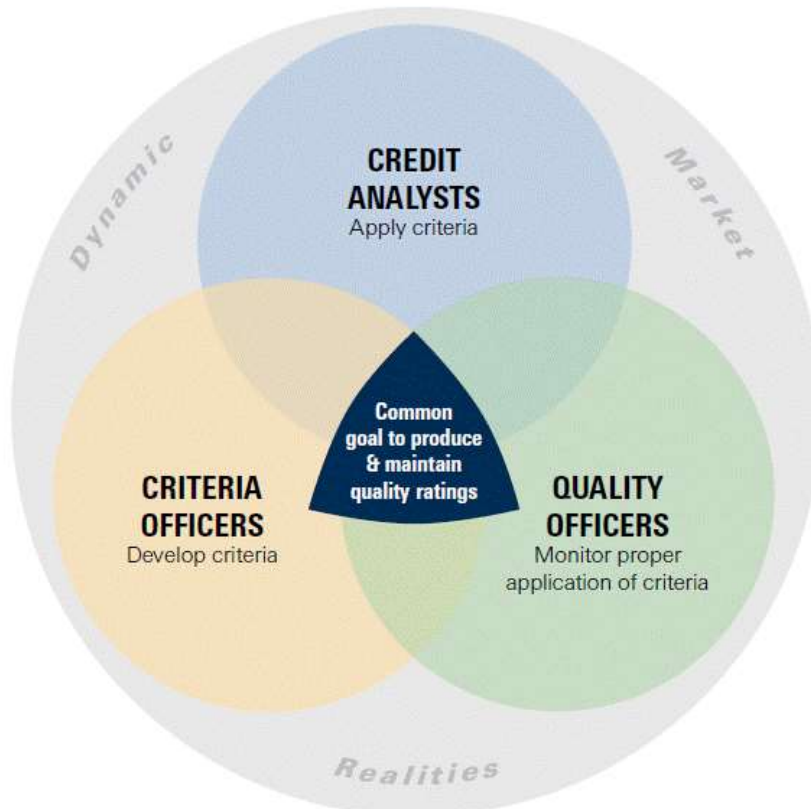 Dynamic
Market
CREDIT
ANALYSTS
Apply criteria
Common
goal to produce
& maintain
quality ratings
CRITERIA
OFFICERS
Develop criteria
QUALITY
OFFICERS
Monitor proper
application of criteria
Realities